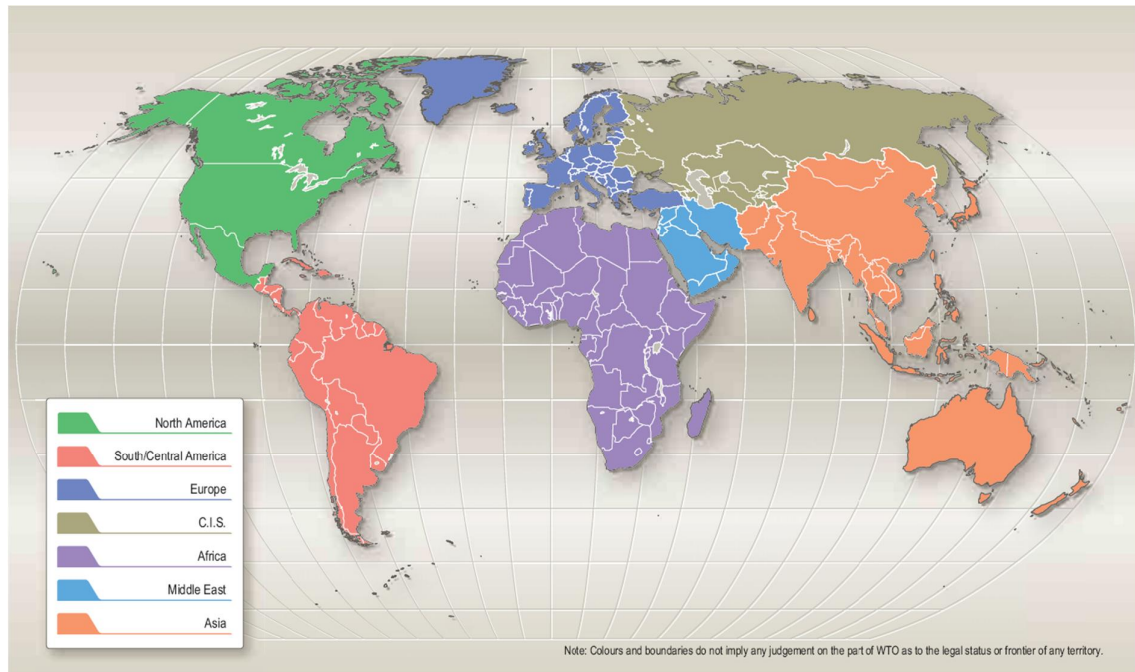 North America
South/Central America
Europe
C.I.S.
Africa
Middle East
Asia
Note: Colours and boundaries do not imply any judgement on the part of WTO as to the legal status or frontier of any territory.